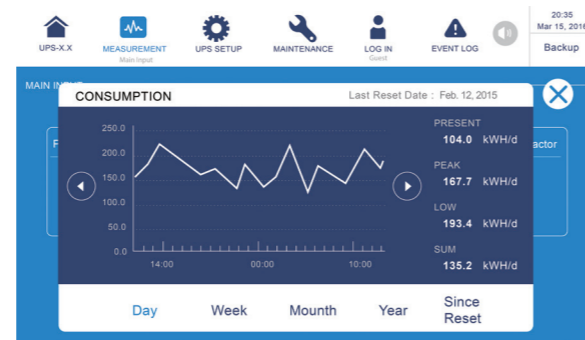 20:35
Mar 15, 2016
UPS-X.X
MEASUREMENT
Main Input
UPS SETUP
MAINTENANCE
LOG IN
Guest
EVENT LOG
Backup
MAIN IN
CONSUMPTION
Last Reset Date : Feb. 12, 2015
F
actor
250.0
200.0
150.0
100.0
50.0
0.0
14:00
00:00
10:00
PRESENT
104.0 kWH/d
PEAK
167.7 kWH/d
LOW
193.4 kWH/d
SUM
135.2 kWH/d
Day
Week
Mounth
Year
Since
Reset